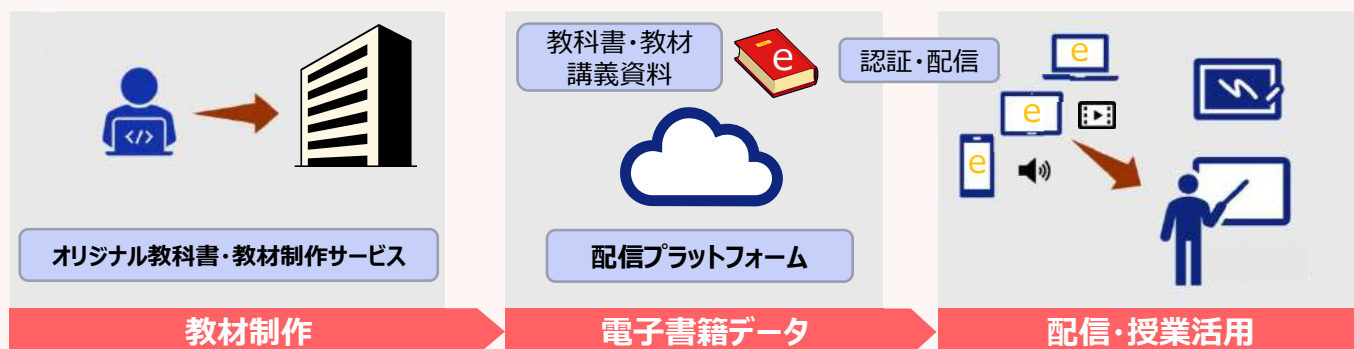 </>
オリジナル教科書・教材制作サービス
教材制作
教科書・教材
講義資料
e
認証・配信
配信プラットフォーム
電子書籍データ
e
e
e
配信・授業活用